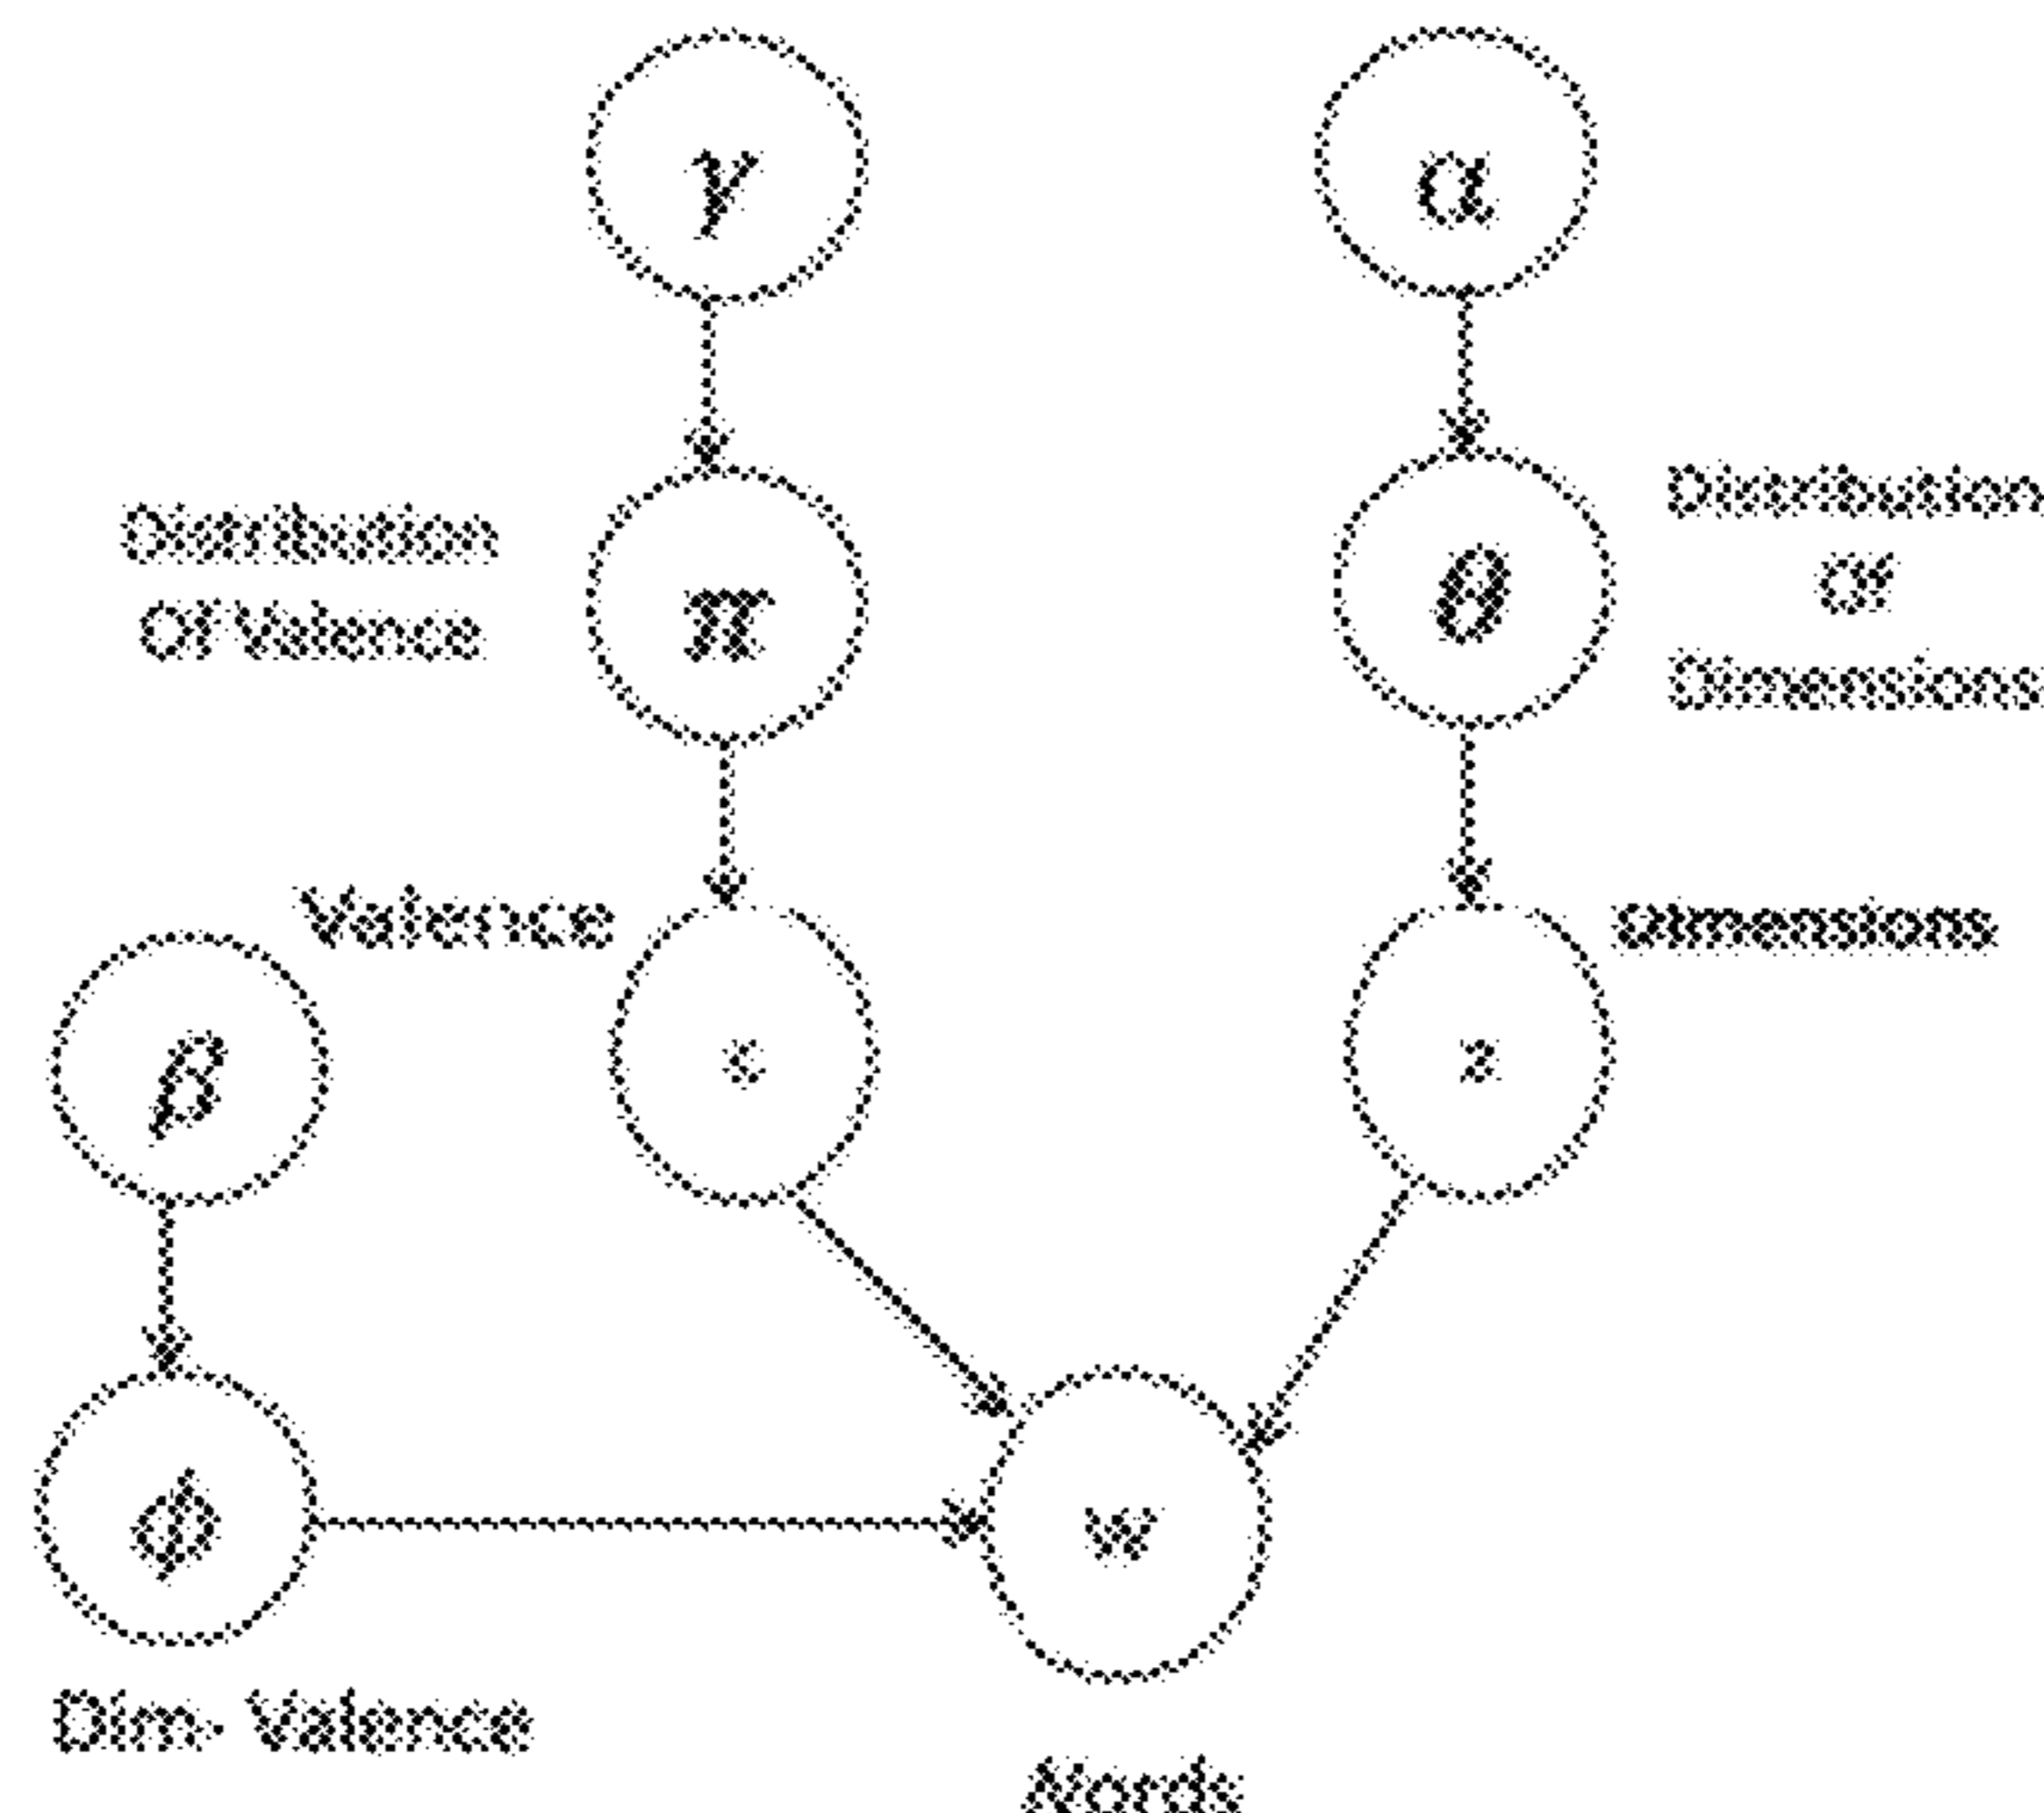 γ
α
Distribution
Of Valence
π
θ
Distribution
Of
Dimensions
Valence
Dimensions
β
c
z
ϕ
w
Dim- Valence
Words